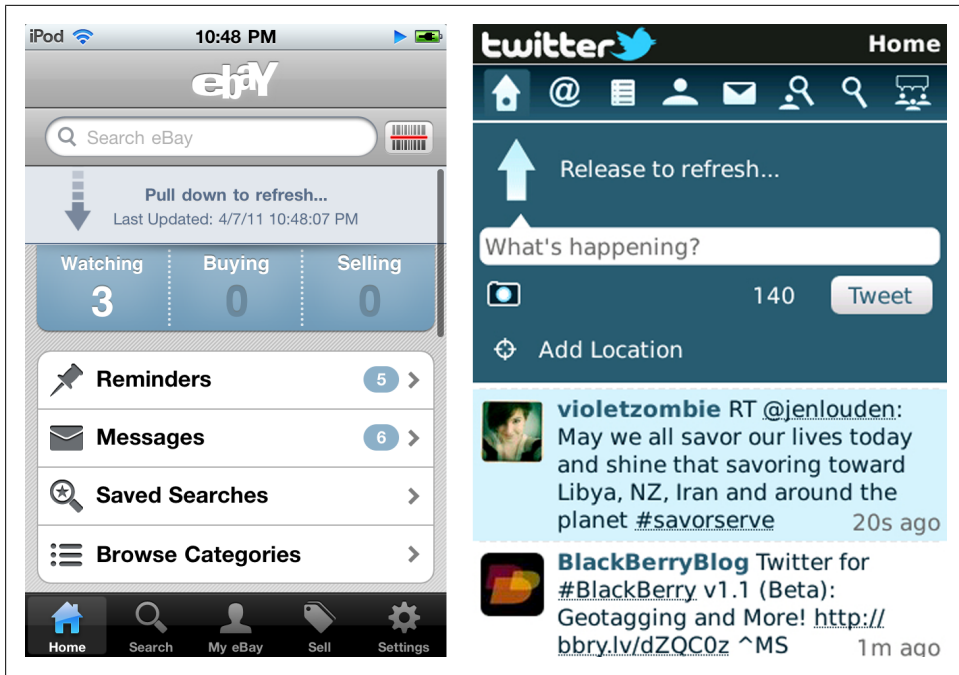 iPod 10:48 PM
ebaY
Search eBay
Pull down to refresh...
Last Updated: 4/7/11 10:48:07 PM
Watching Buying Selling
3 0 0
Reminders 5
Messages 6
Saved Searches
Browse Categories
Home Search My eBay Sell Settings
twitter Home
@
Release to refresh...
What's happening?
140 Tweet
Add Location
violetzombie RT @jenlouden:
May we all savor our lives today
and shine that savoring toward
Libya, NZ, Iran and around the
planet #savorserve 20s ago
BlackBerryBlog Twitter for
#BlackBerry v1.1 (Beta):
Geotagging and More! http://
bbry.lv/dZQC0z ^MS 1m ago